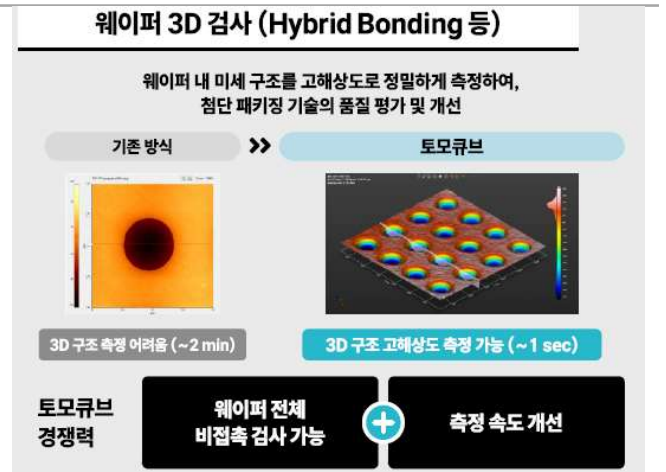 웨이퍼 3D 검사 (Hybrid Bonding 등)
웨이퍼 내 미세 구조를 고해상도로 정밀하게 측정하여,
첨단 패키징 기술의 품질 평가 및 개선
기존 방식
토모큐브
3D 구조 측정 어려움 (~2 min)
3D 구조 고해상도 측정 가능 (~1 sec)
토모큐브
경쟁력
웨이퍼 전체
비접촉 검사 가능
측정 속도 개선